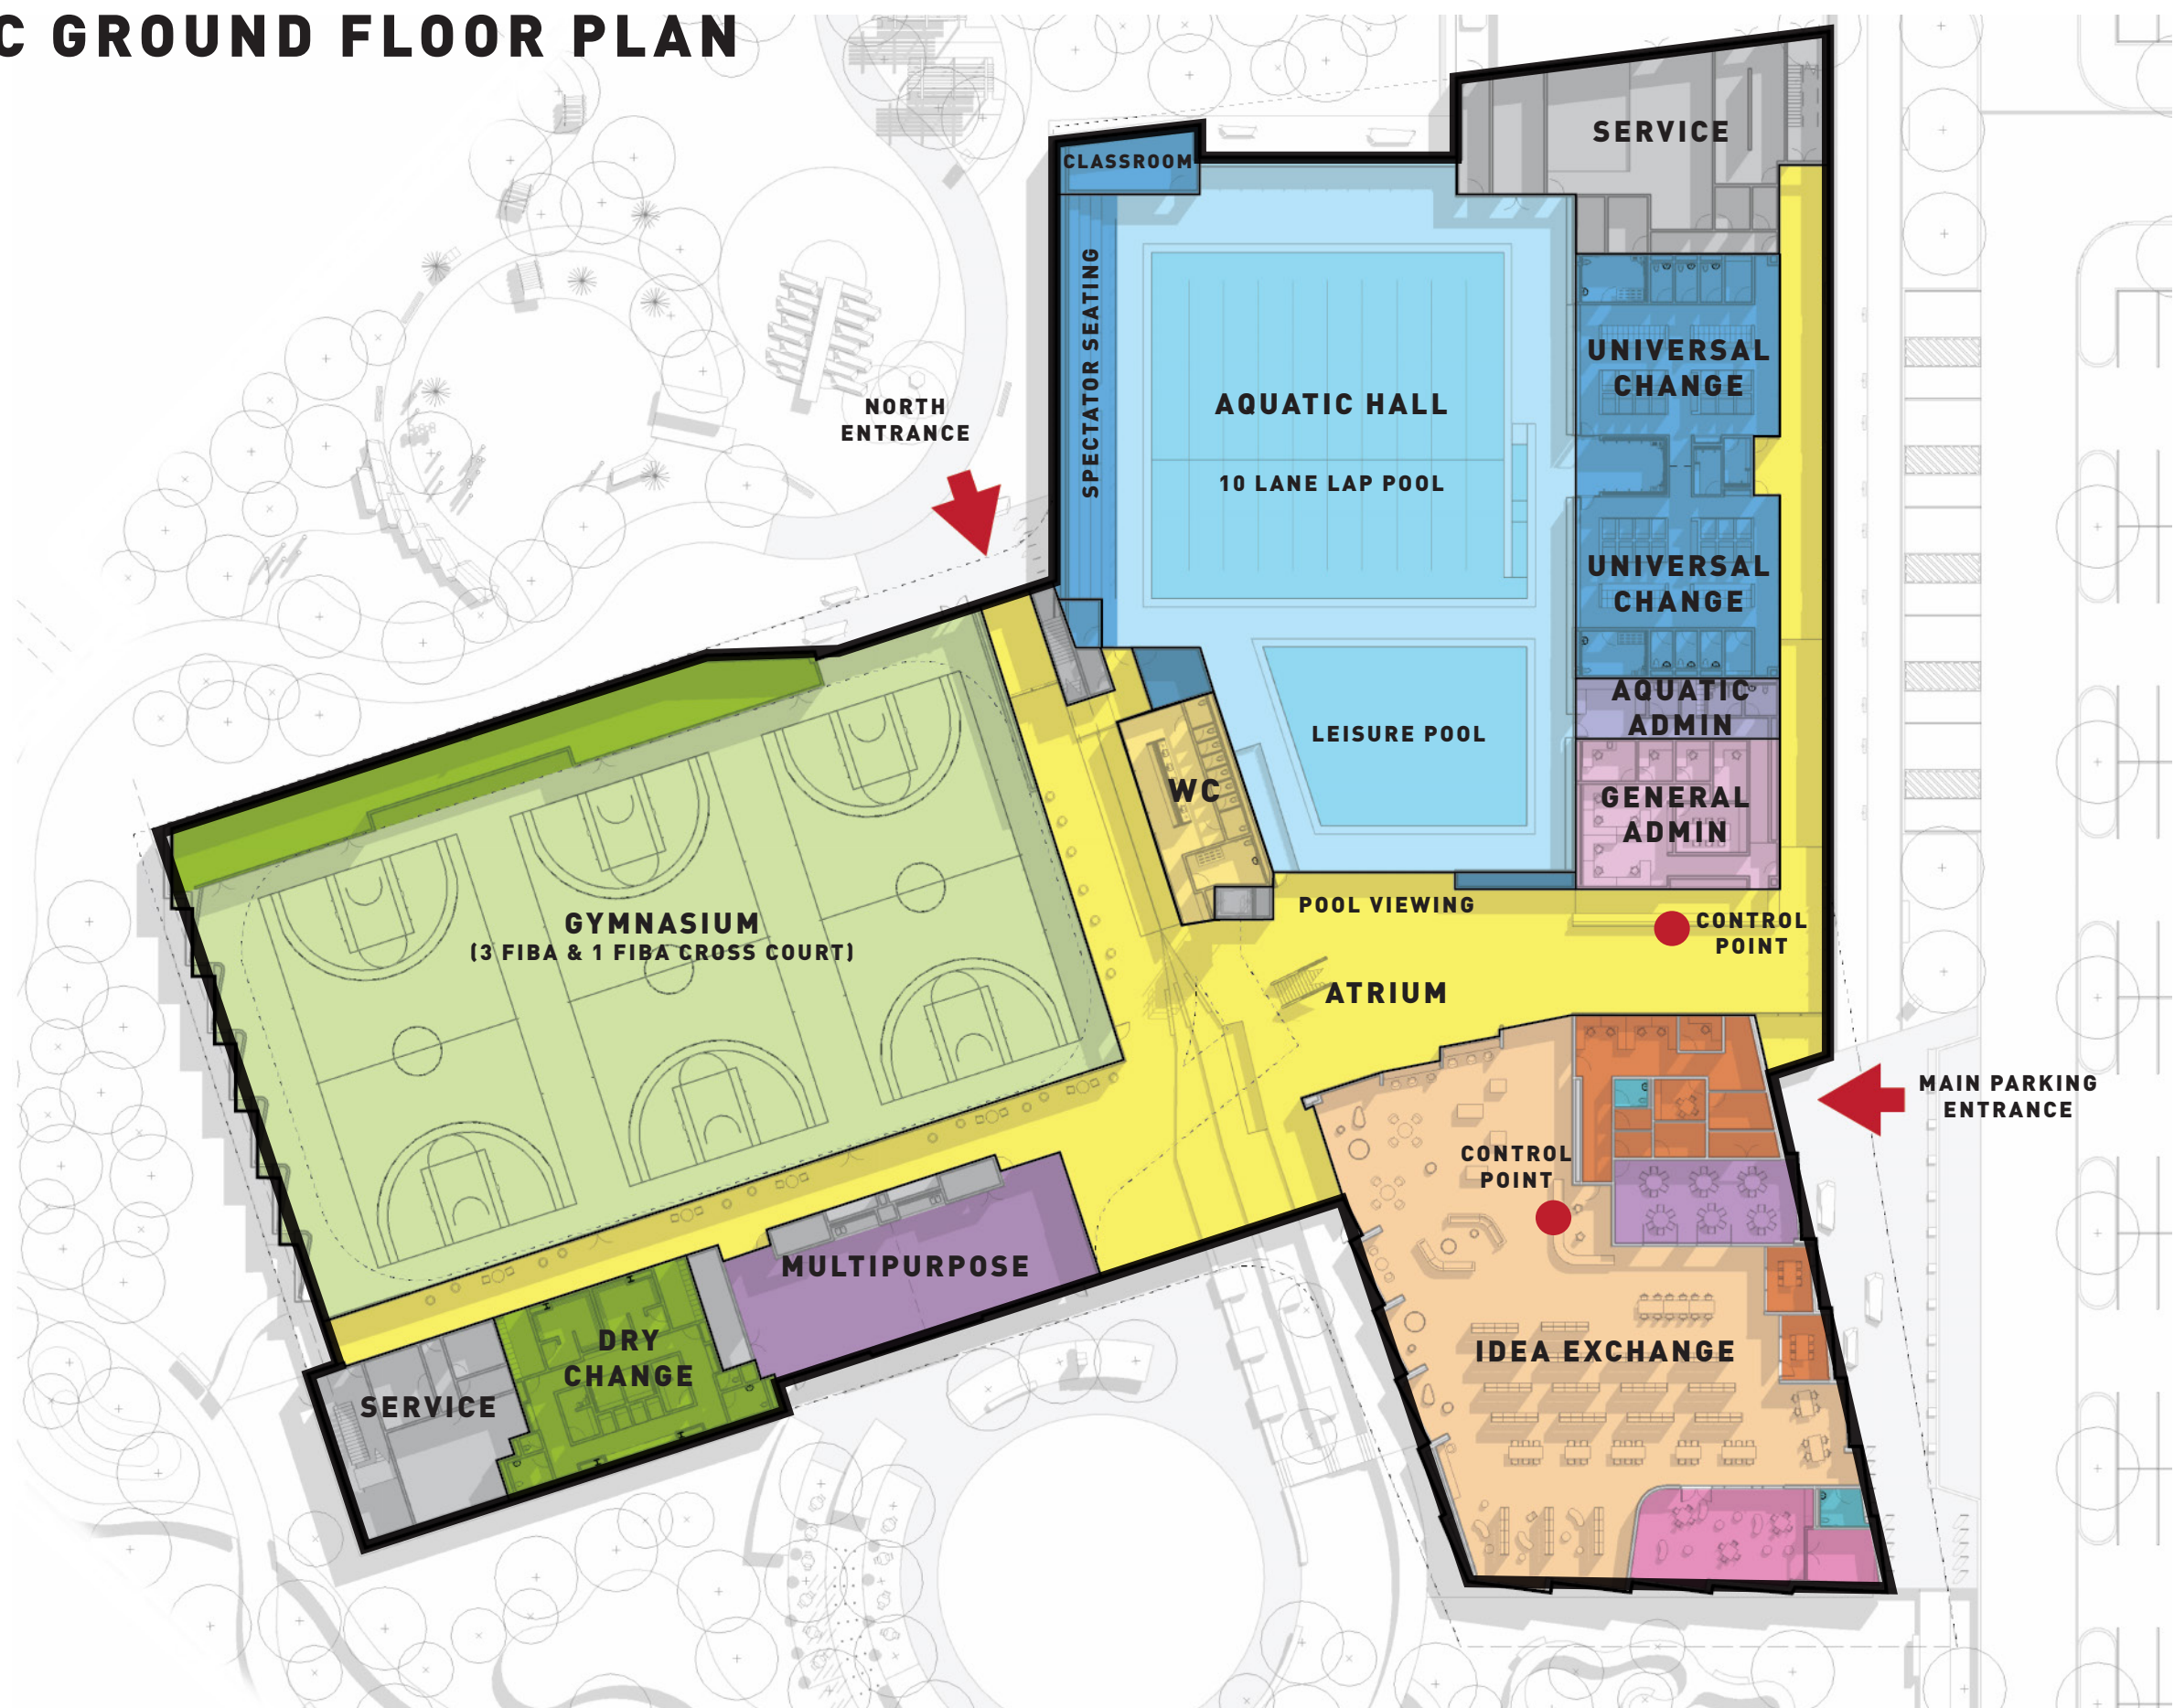 C GROUND FLOOR PLAN
SERVICE
CLASSROOM
SPECTATOR SEATING
UNIVERSAL
CHANGE
AQUATIC HALL
NORTH
ENTRANCE
10 LANE LAP POOL
UNIVERSAL
CHANGE
AQUATIC
ADMIN
LEISURE POOL
WC
GENERAL
ADMIN
POOL VIEWING
CONTROL
POINT
GYMNASIUM
(3 FIBA & 1 FIBA CROSS COURT)
ATRIUM
MAIN PARKING
ENTRANCE
CONTROL
POINT
MULTIPURPOSE
DRY
CHANGE
IDEA EXCHANGE
SERVICE